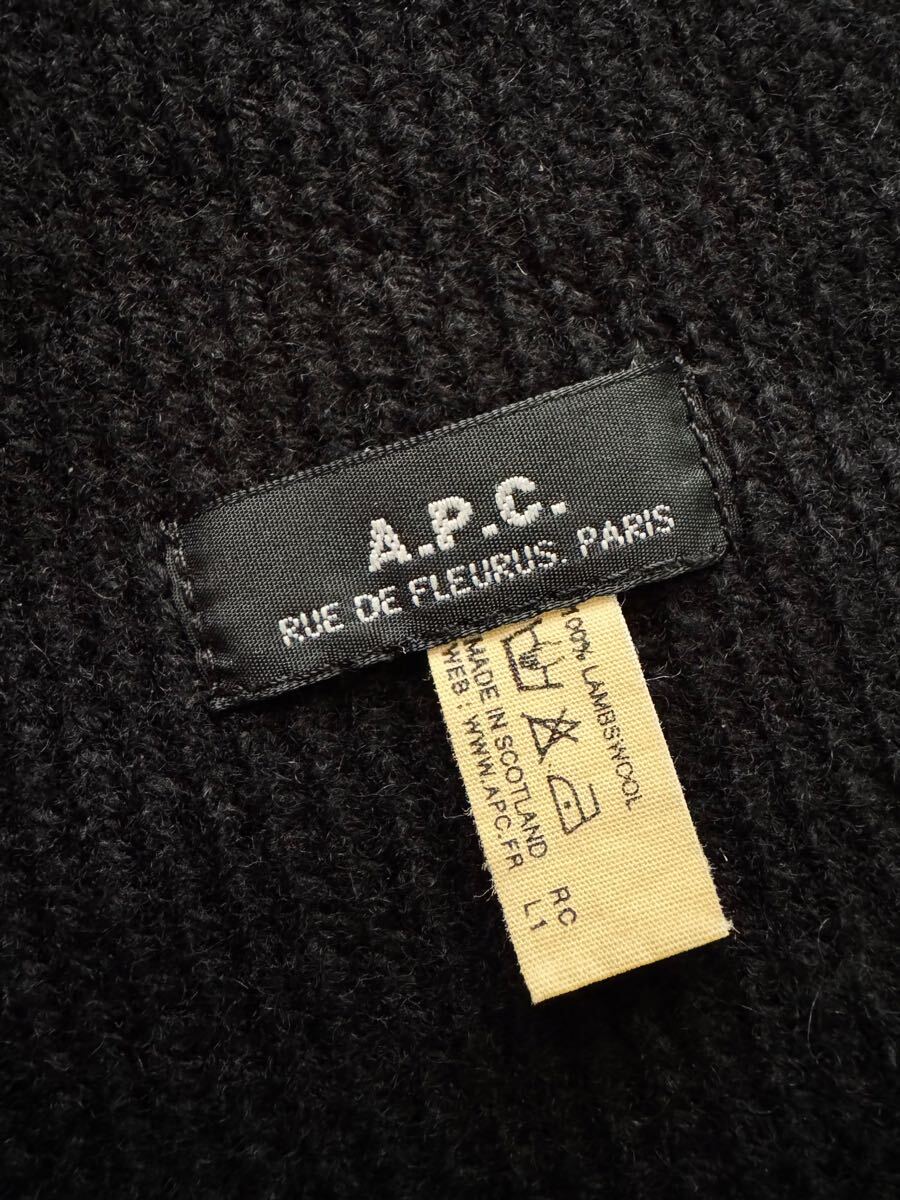 A.P.C.
RUE DE FLEURUS. PARIS
100% LAMBSWOOL
RC
MADE IN SCOTLAND
WEB : WWW.APC.FR
L1